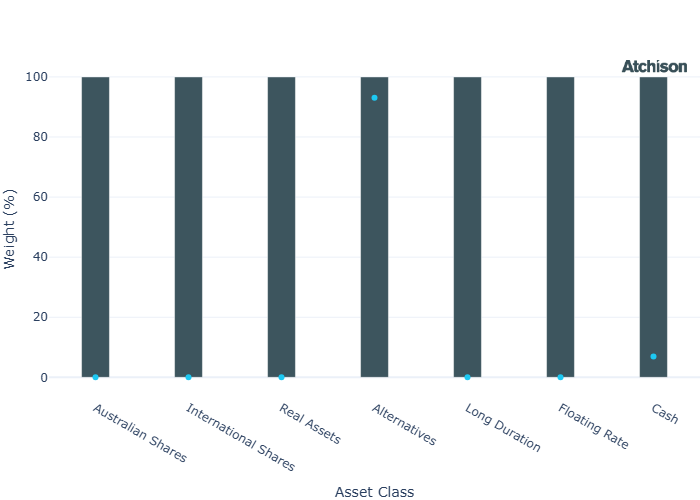 Atchison
100
80
60
40
20
0
Weight (%)
Australian Shares
International Shares
Real Assets
Alternatives
Long Duration
Floating Rate
Cash
Asset Class